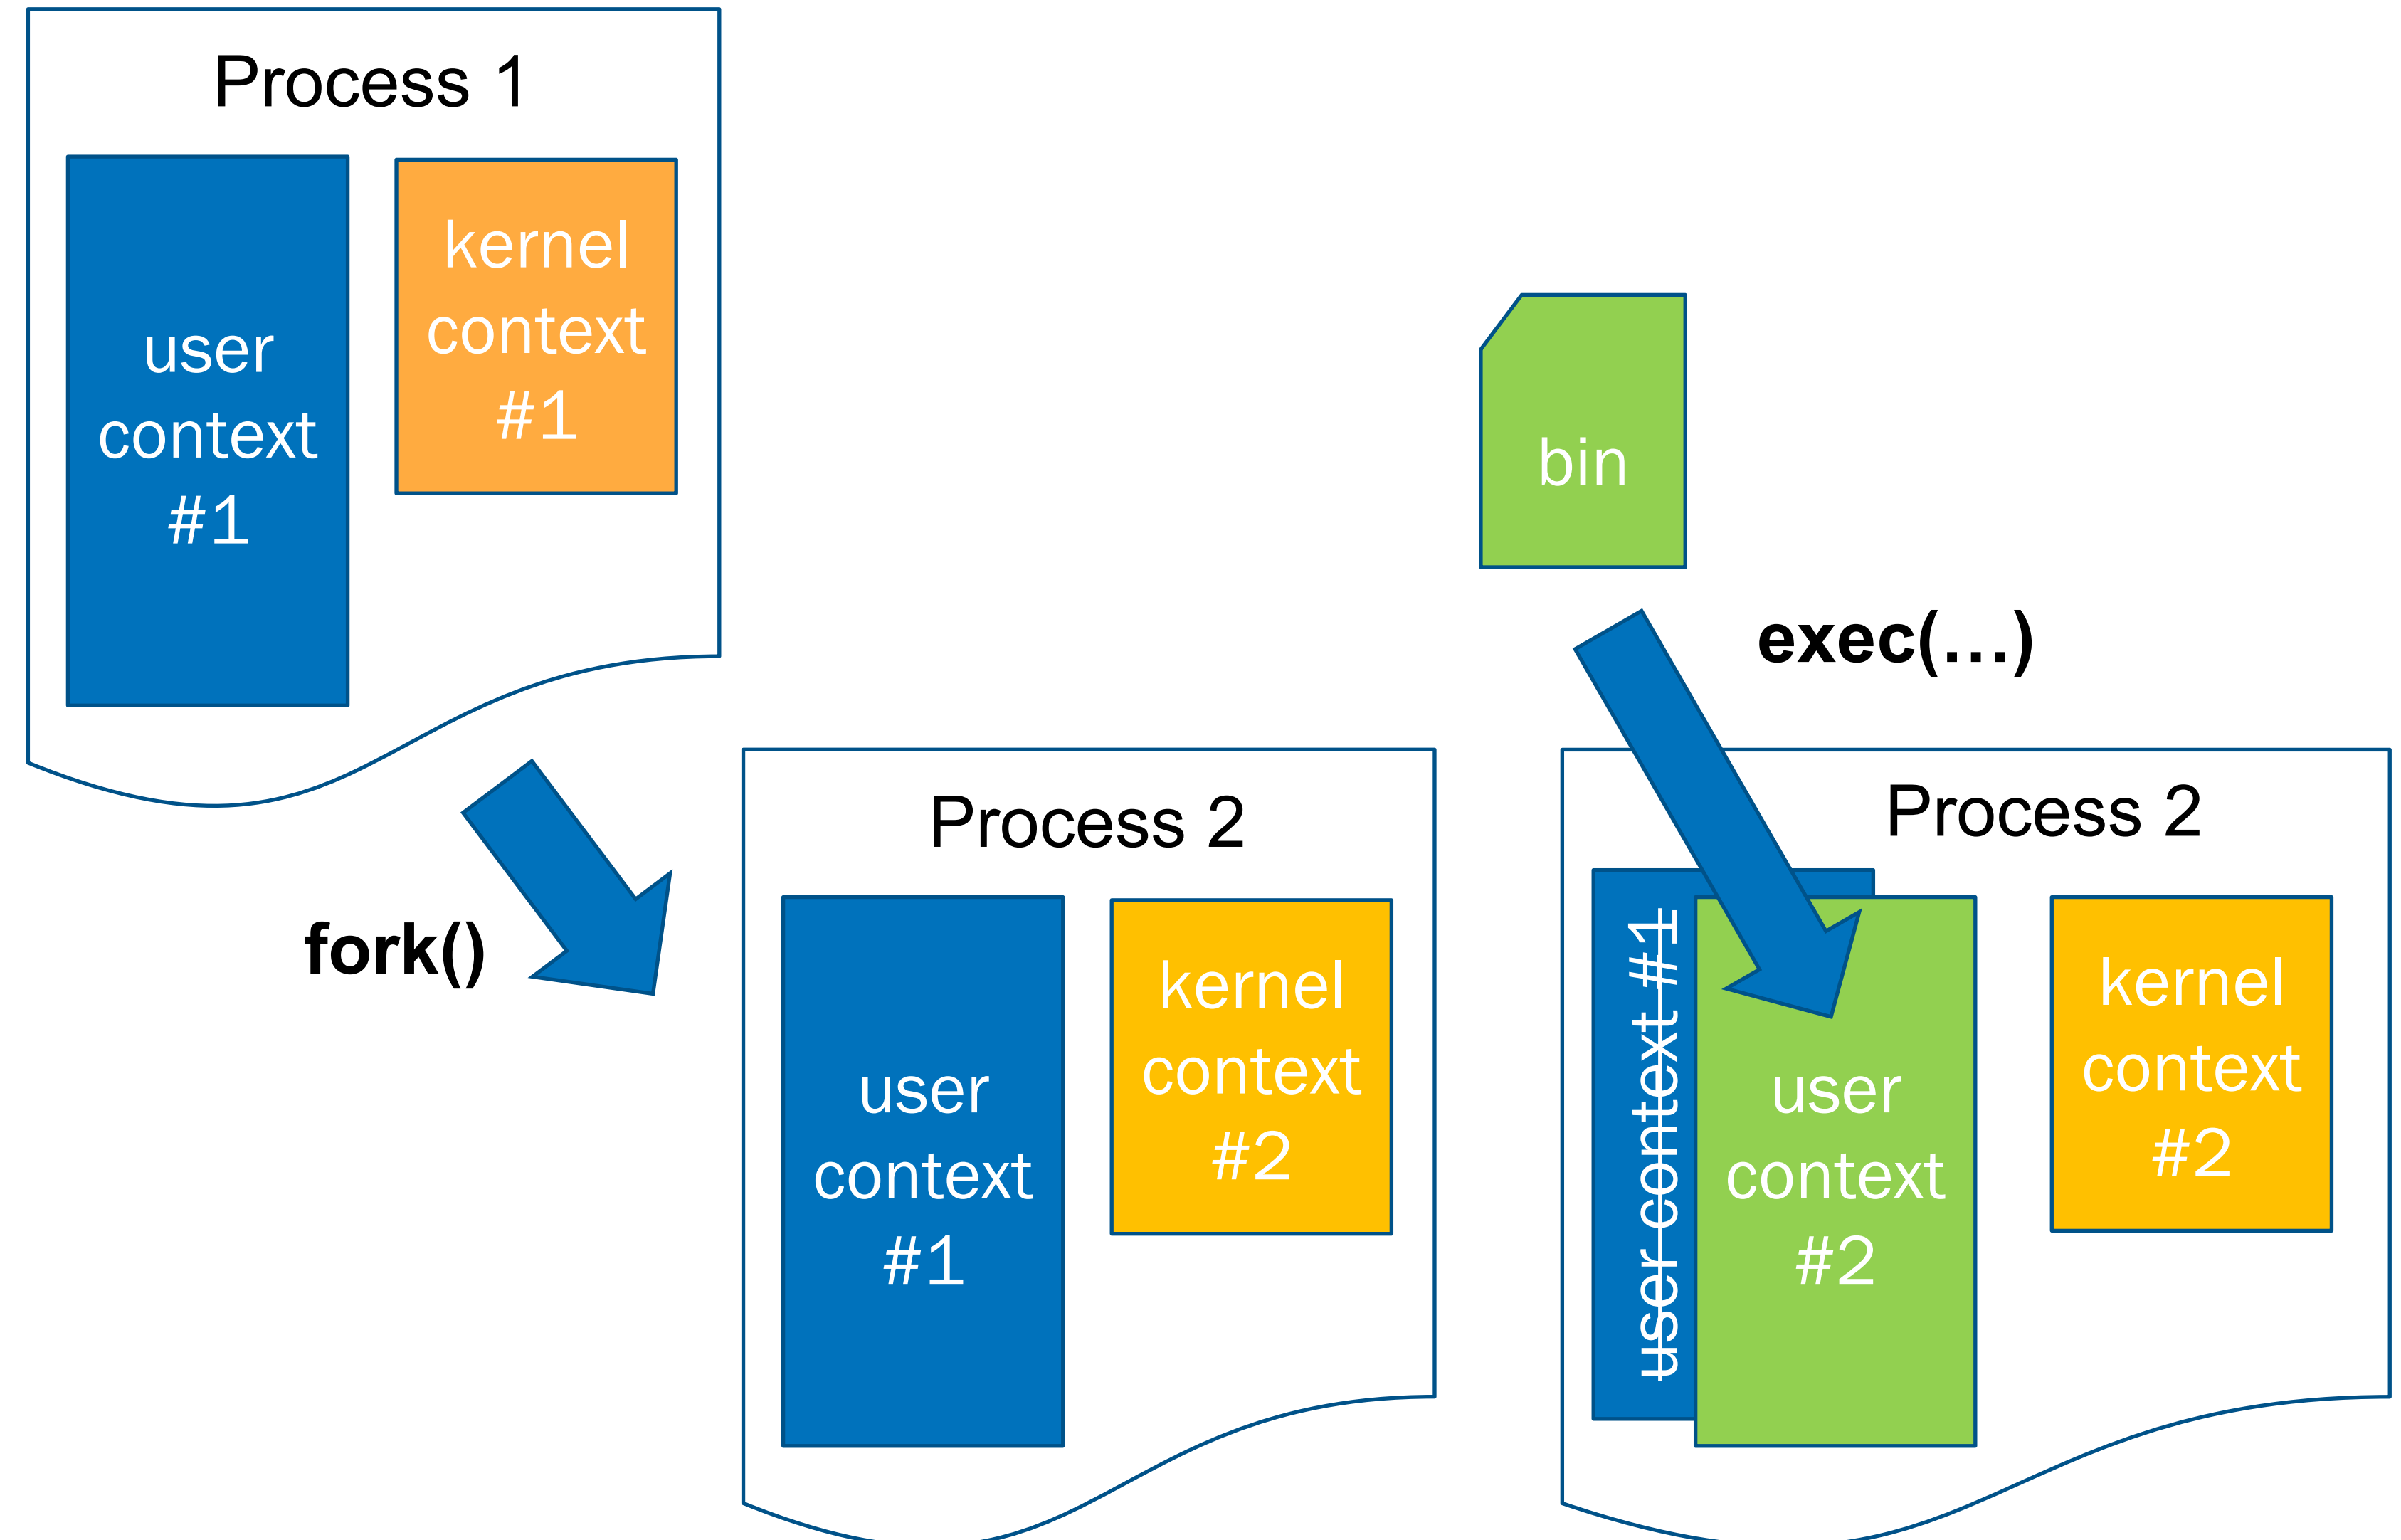 Process 1
user
context
#1
kernel
context
#1
fork()
bin
exec(…)
Process 2
user
context
#1
kernel
context
#2
Process 2
user context #1
user
context
#2
kernel
context
#2